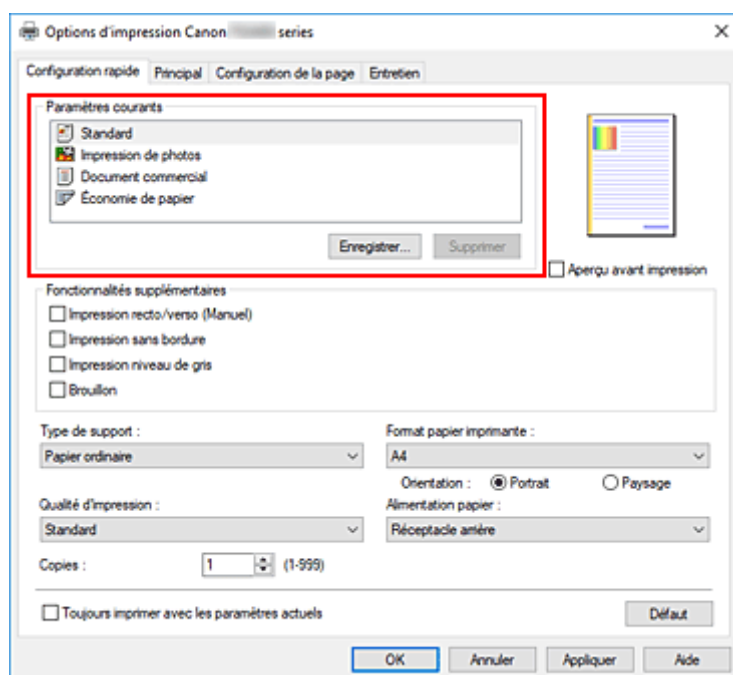 Options d'impression Canon series
Configuration rapide Principal Configuration de la page Entretien
Paramètres courants
Standard
Impression de photos
Document commercial
Économie de papier
Enregistrer... Supprimer
Aperçu avant impression
Fonctionnalités supplémentaires
Impression recto/verso (Manuel)
Impression sans bordure
Impression niveau de gris
Brouillon
Type de support : Format papier imprimante :
Papier ordinaire A4
Orientation : Portrait Paysage
Qualité d'impression : Alimentation papier :
Standard Réceptacle arrière
Copies : 1 (1-999)
Toujours imprimer avec les paramètres actuels Défaut
OK Annuler Appliquer Aide